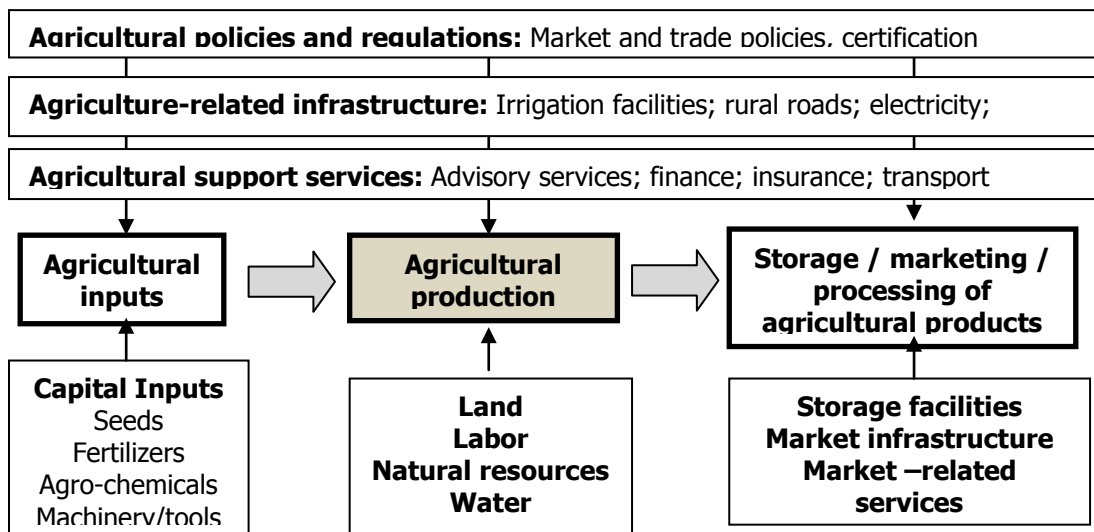 Agricultural policies and regulations: Market and trade policies, certification
Agriculture-related infrastructure: Irrigation facilities; rural roads; electricity;
Agricultural support services: Advisory services; finance; insurance; transport
Agricultural
inputs
Agricultural
production
Storage / marketing /
processing of
agricultural products
Capital Inputs
Seeds
Fertilizers
Agro-chemicals
Machinery/tools
Land
Labor
Natural resources
Water
Storage facilities
Market infrastructure
Market –related
services